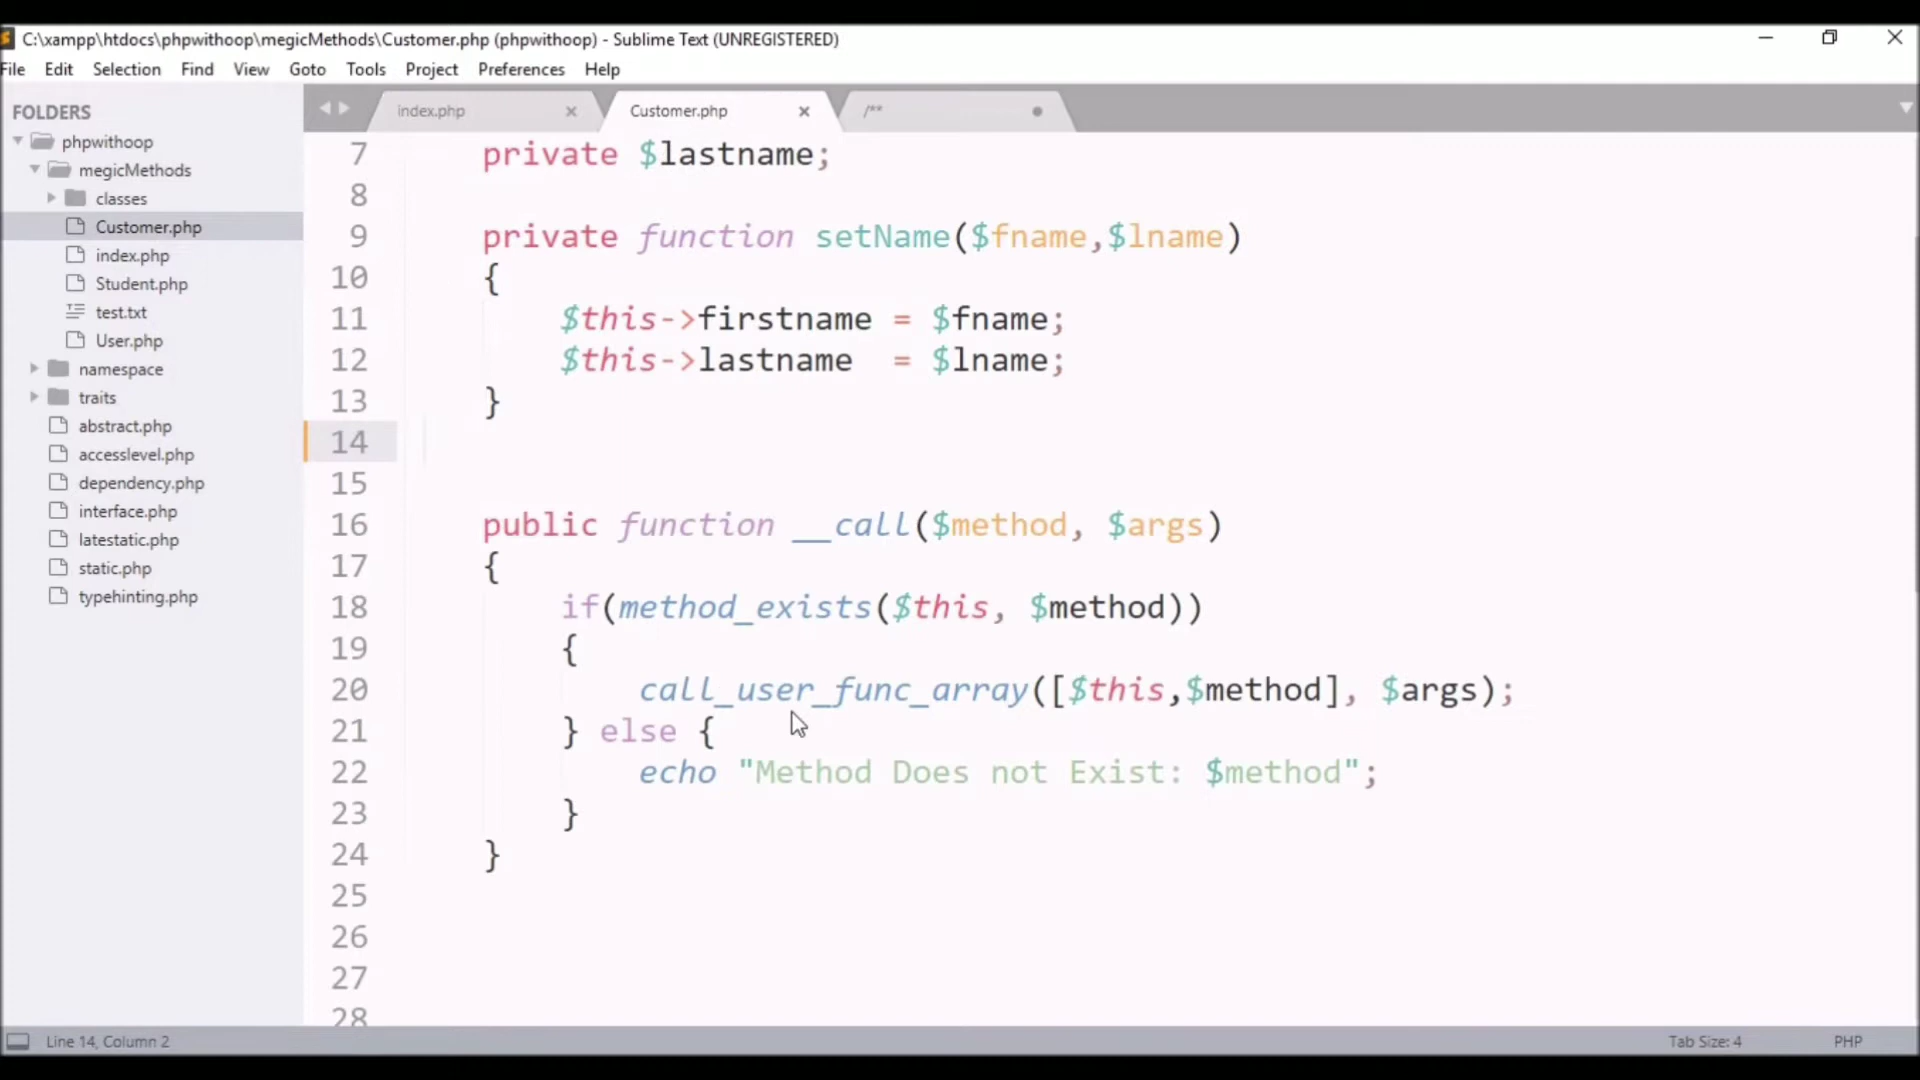 C:\xampp\htdocs\phpwithoop\megicMethods\Customer.php (phpwithoop) - Sublime Text (UNREGISTERED)
File Edit Selection Find View Goto Tools Project Preferences Help
FOLDERS
phpwithoop
megicMethods
classes
Customer.php
index.php
Student.php
test.txt
User.php
namespace
traits
abstract.php
accesslevel.php
dependency.php
interface.php
latestatic.php
static.php
typehinting.php
index.php Customer.php /**
7 private $lastname;
8
9 private function setName($fname,$lname)
10 {
11 $this->firstname = $fname;
12 $this->lastname = $lname;
13 }
14
15
16 public function __call($method, $args)
17 {
18 if(method_exists($this, $method))
19 {
20 call_user_func_array([$this,$method], $args);
21 } else {
22 echo "Method Does not Exist: $method";
23 }
24 }
25
26
27
28
Line 14, Column 2 Tab Size: 4 PHP